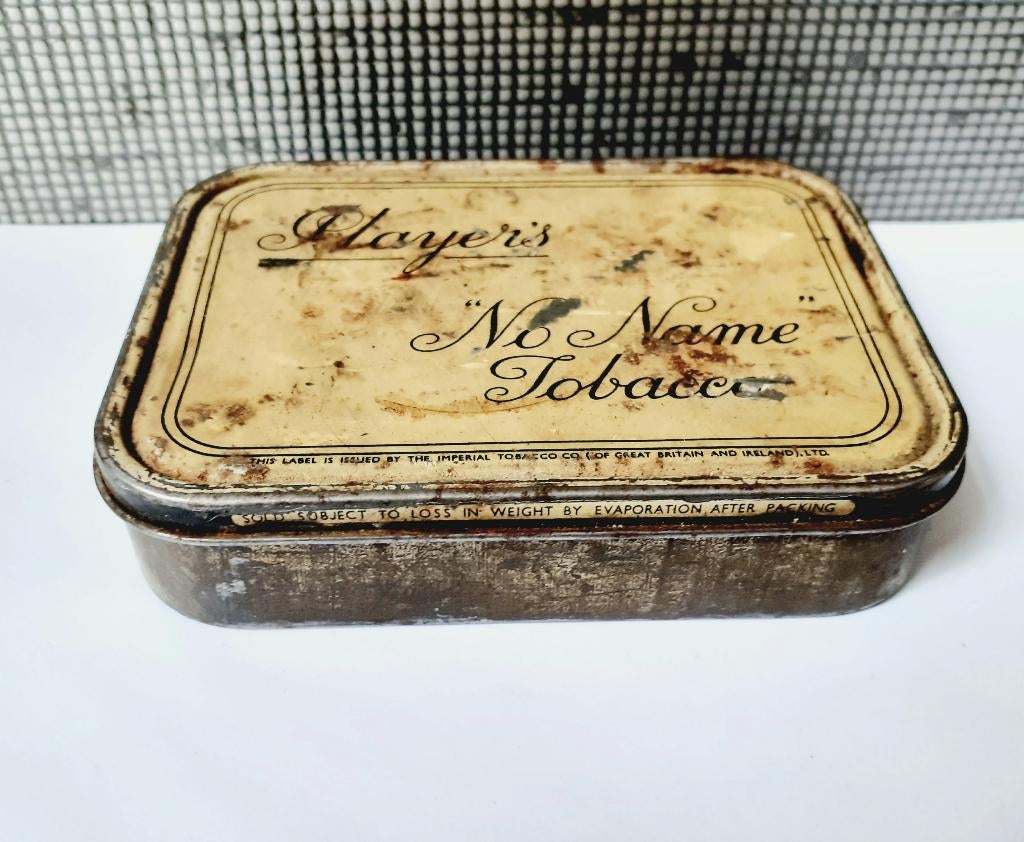 Player's
"No Name"
Tobacco
THIS LABEL IS ISSUED BY THE IMPERIAL TOBACCO CO. (OF GREAT BRITAIN AND IRELAND), LTD.
SOLD SUBJECT TO LOSS IN WEIGHT BY EVAPORATION AFTER PACKING